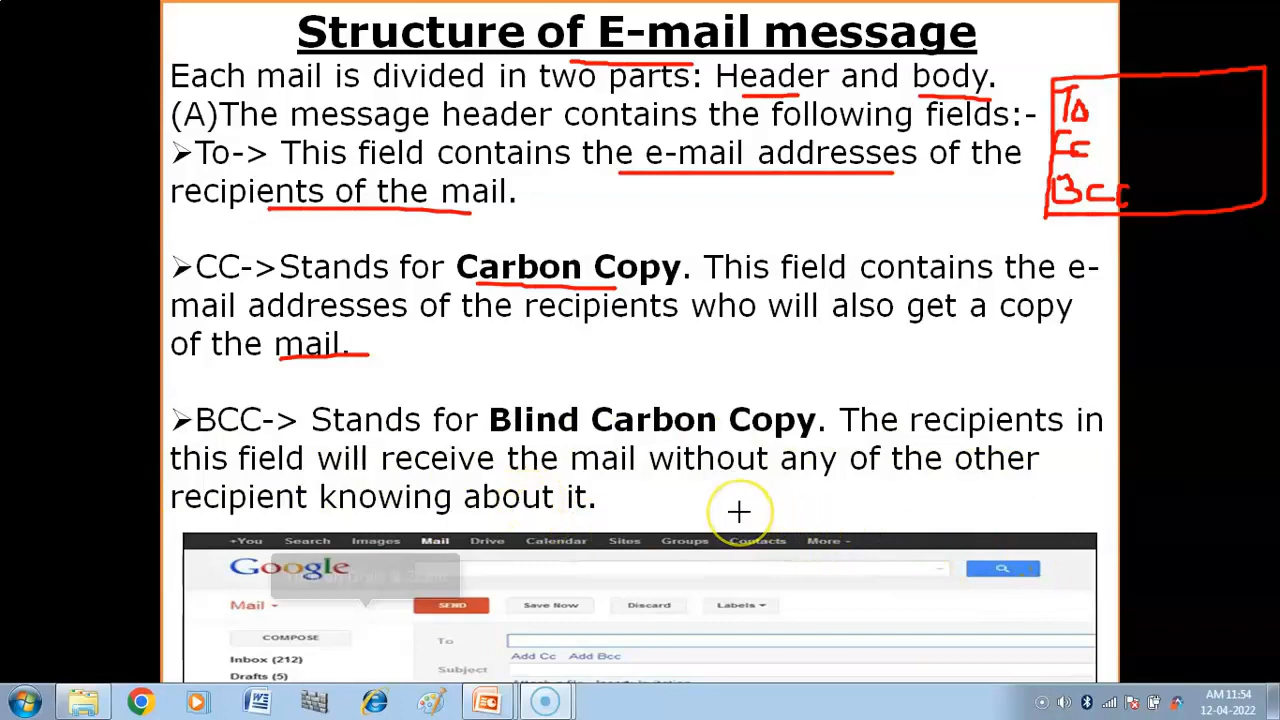 Structure of E-mail message
Each mail is divided in two parts: Header and body.
(A)The message header contains the following fields:-
To
➢To-> This field contains the e-mail addresses of the
Cc
recipients of the mail.
Bcc
➢CC->Stands for Carbon Copy. This field contains the e-
mail addresses of the recipients who will also get a copy
of the mail.
➢BCC-> Stands for Blind Carbon Copy. The recipients in
this field will receive the mail without any of the other
recipient knowing about it.
+You Search Images Mail Drive Calendar Sites Groups Contacts More
Google
Mail SEND Save Now Discard Labels
COMPOSE To
Inbox (212) Add Cc Add Bcc
Drafts (5) Subject
AM 11:54
12-04-2022